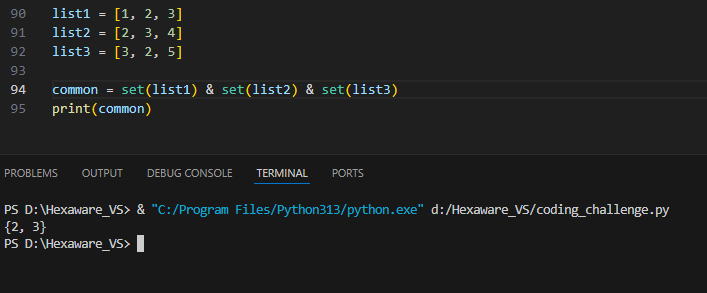 90 list1 = [1, 2, 3]
91 list2 = [2, 3, 4]
92 list3 = [3, 2, 5]
93
94 common = set(list1) & set(list2) & set(list3)
95 print(common)
PROBLEMS OUTPUT DEBUG CONSOLE TERMINAL PORTS
PS D:\Hexaware_VS> & "C:/Program Files/Python313/python.exe" d:/Hexaware_VS/coding_challenge.py
{2, 3}
PS D:\Hexaware_VS>